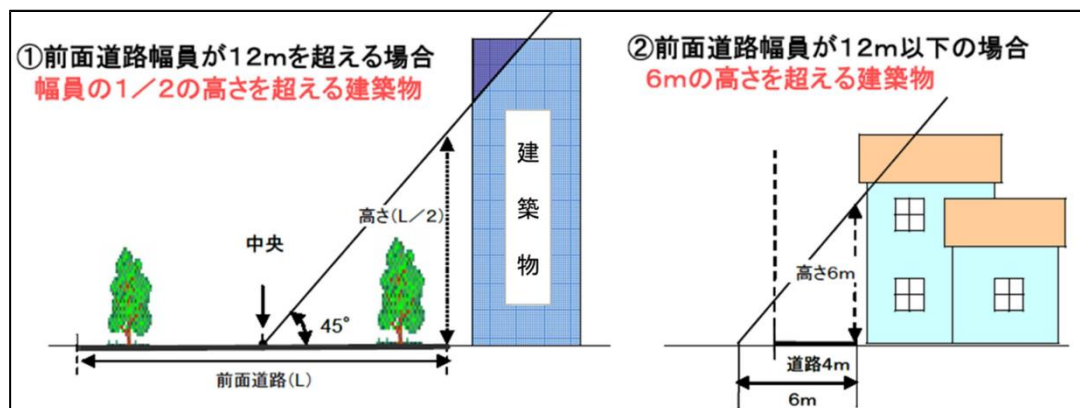 ①前面道路幅員が12mを超える場合
幅員の1/2の高さを超える建築物
建築物
高さ(L/2)
中央
45°
前面道路(L)
②前面道路幅員が12m以下の場合
6mの高さを超える建築物
高さ6m
道路4m
6m